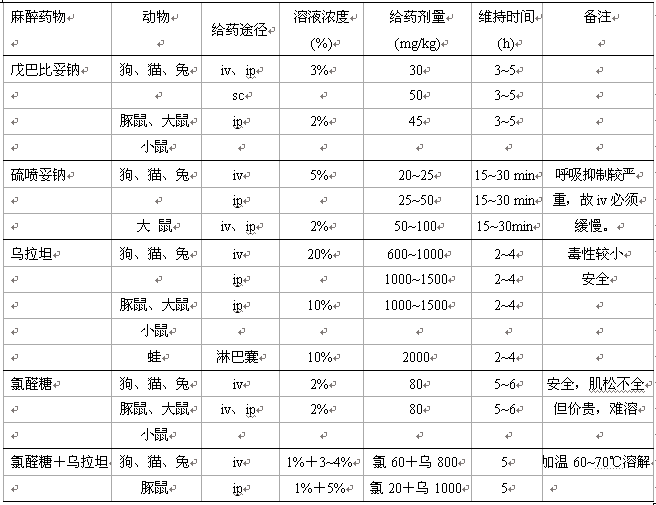 麻醉药物 动物 给药途径 溶液浓度 给药剂量 维持时间 备注
(%) (mg/kg) (h)
戊巴比妥钠 狗、猫、兔 iv、ip 3% 30 3~5
sc 50 3~5
豚鼠、大鼠 ip 2% 45 3~5
小鼠
硫喷妥钠 狗、猫、兔 iv 5% 20~25 15~30 min 呼吸抑制较严
ip 25~50 15~30 min 重，故iv必须
大 鼠 iv、ip 2% 50~100 15~30min 缓慢。
乌拉坦 狗、猫、兔 iv 20% 600~1000 2~4 毒性较小
ip 1000~1500 2~4 安全
豚鼠、大鼠 ip 10% 1000~1500 2~4
小鼠
蛙 淋巴囊 10% 2000 2~4
氯醛糖 狗、猫、兔 iv 2% 80 5~6 安全，肌松不全
豚鼠、大鼠 iv、ip 2% 80 5~6 但价贵，难溶
小鼠
氯醛糖＋乌拉坦 狗、猫、兔 iv 1%＋3~4% 氯 60＋乌 800 5 加温 60~70℃溶解
豚鼠 ip 1%＋5% 氯 20＋乌 1000 5